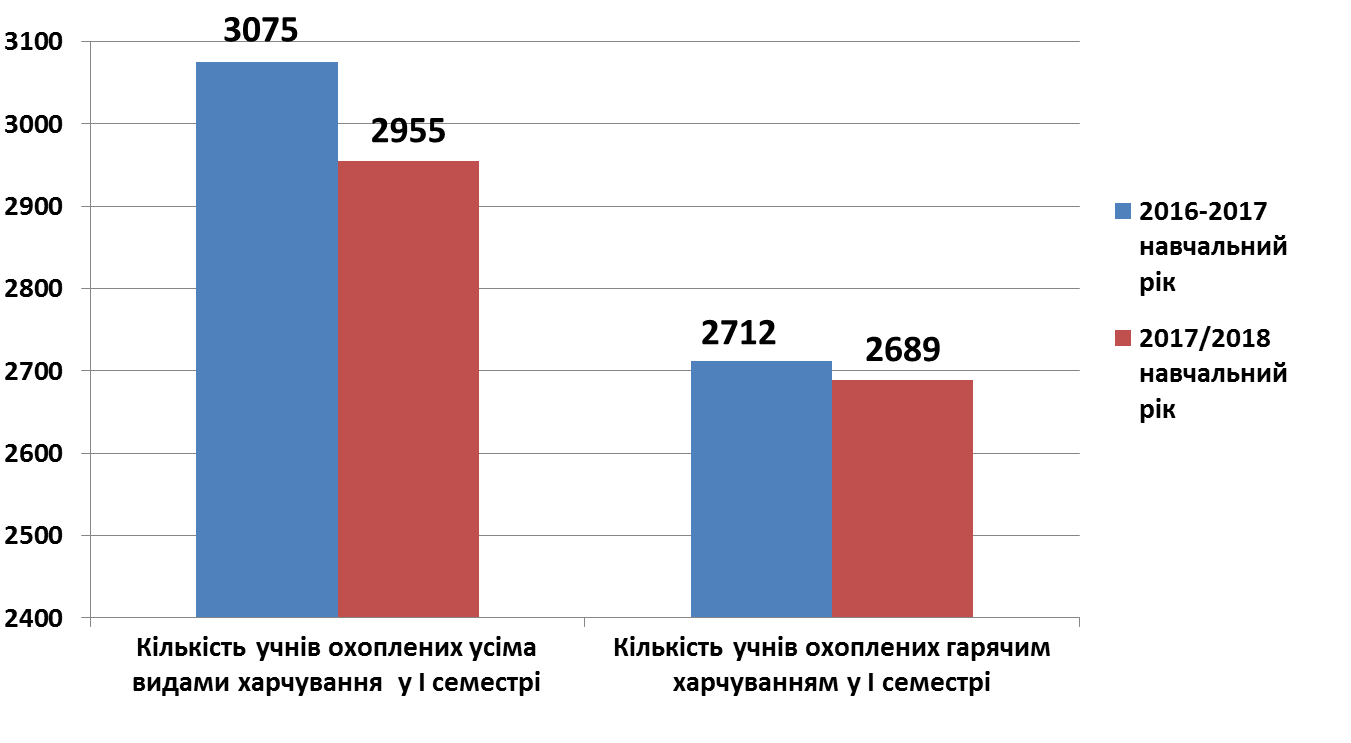 3100
3000
2900
2800
2700
2600
2500
2400
3075
2955
2712
2689
Кількість учнів охоплених усіма
видами харчування у І семестрі
Кількість учнів охоплених гарячим
харчуванням у І семестрі
2016-2017
навчальний
рік
2017/2018
навчальний
рік